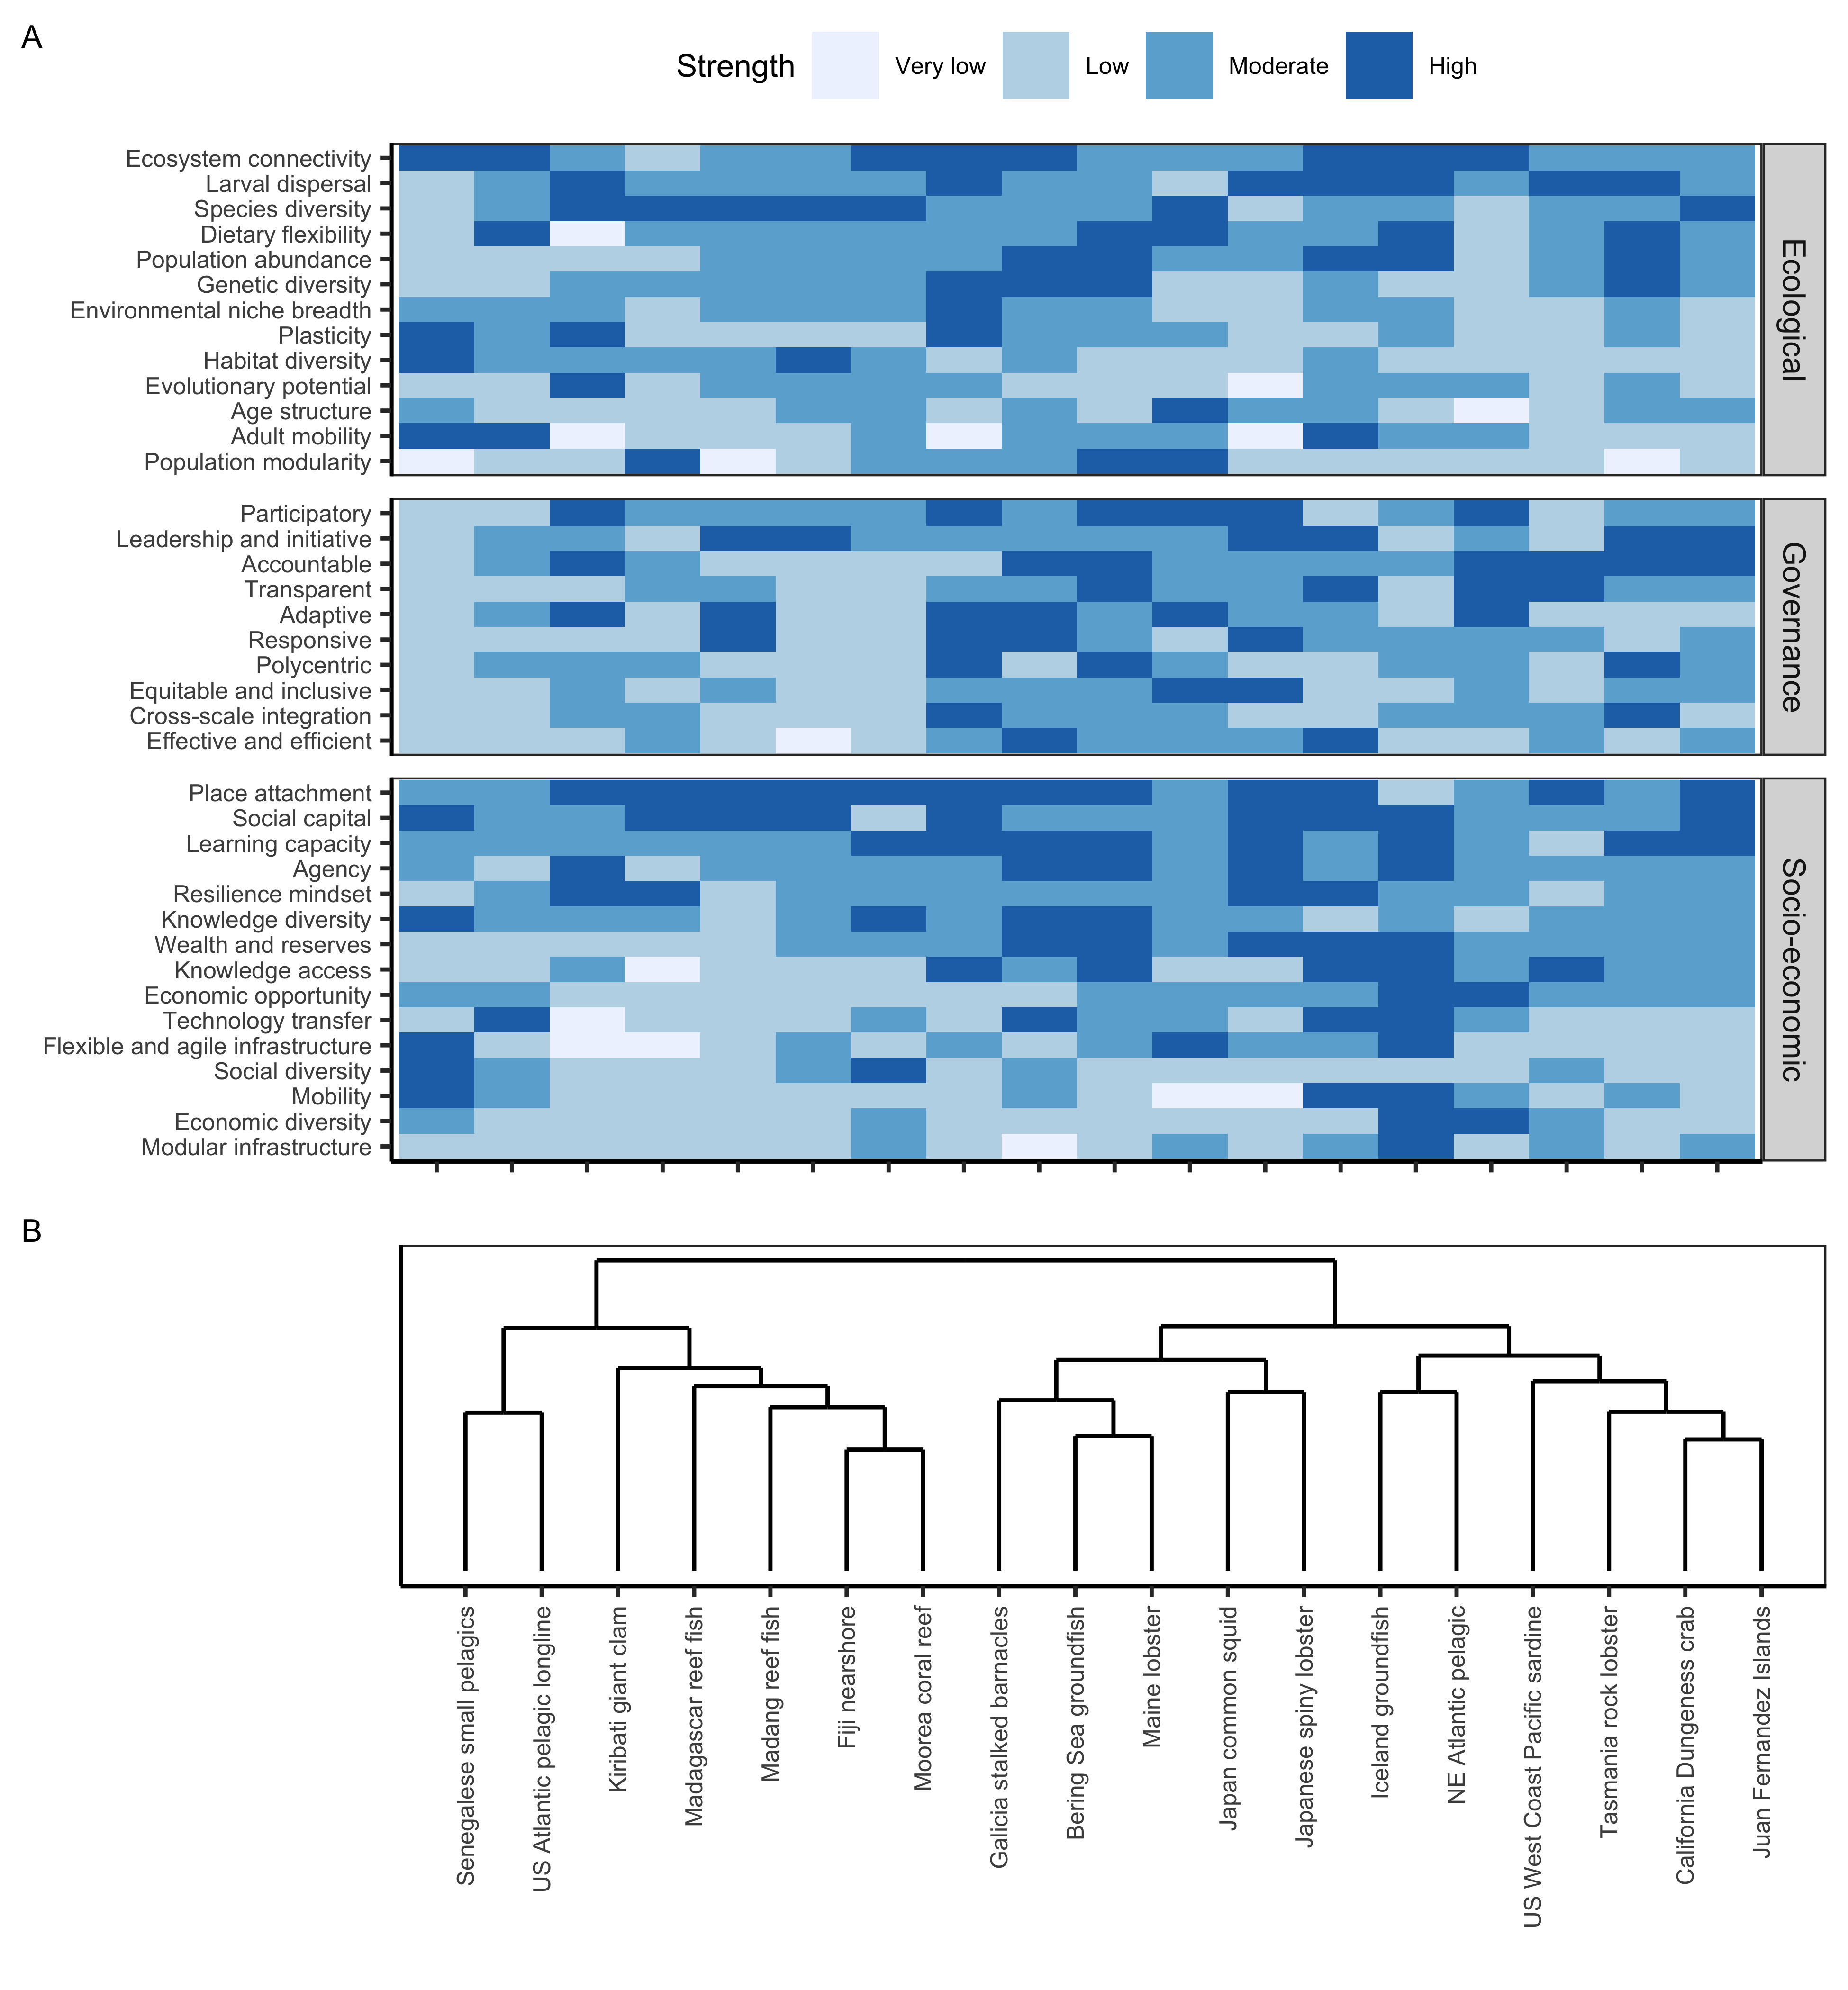 A
Strength Very low Low Moderate High
Ecosystem connectivity
Larval dispersal
Species diversity
Dietary flexibility
Population abundance
Genetic diversity
Environmental niche breadth
Plasticity
Habitat diversity
Evolutionary potential
Age structure
Adult mobility
Population modularity
Ecological
Participatory
Leadership and initiative
Accountable
Transparent
Adaptive
Responsive
Polycentric
Equitable and inclusive
Cross-scale integration
Effective and efficient
Governance
Place attachment
Social capital
Learning capacity
Agency
Resilience mindset
Knowledge diversity
Wealth and reserves
Knowledge access
Economic opportunity
Technology transfer
Flexible and agile infrastructure
Social diversity
Mobility
Economic diversity
Modular infrastructure
Socio-economic
B
Senegalese small pelagics
US Atlantic pelagic longline
Kiribati giant clam
Madagascar reef fish
Madang reef fish
Fiji nearshore
Moorea coral reef
Galicia stalked barnacles
Bering Sea groundfish
Maine lobster
Japan common squid
Japanese spiny lobster
Iceland groundfish
NE Atlantic pelagic
US West Coast Pacific sardine
Tasmania rock lobster
California Dungeness crab
Juan Fernandez Islands